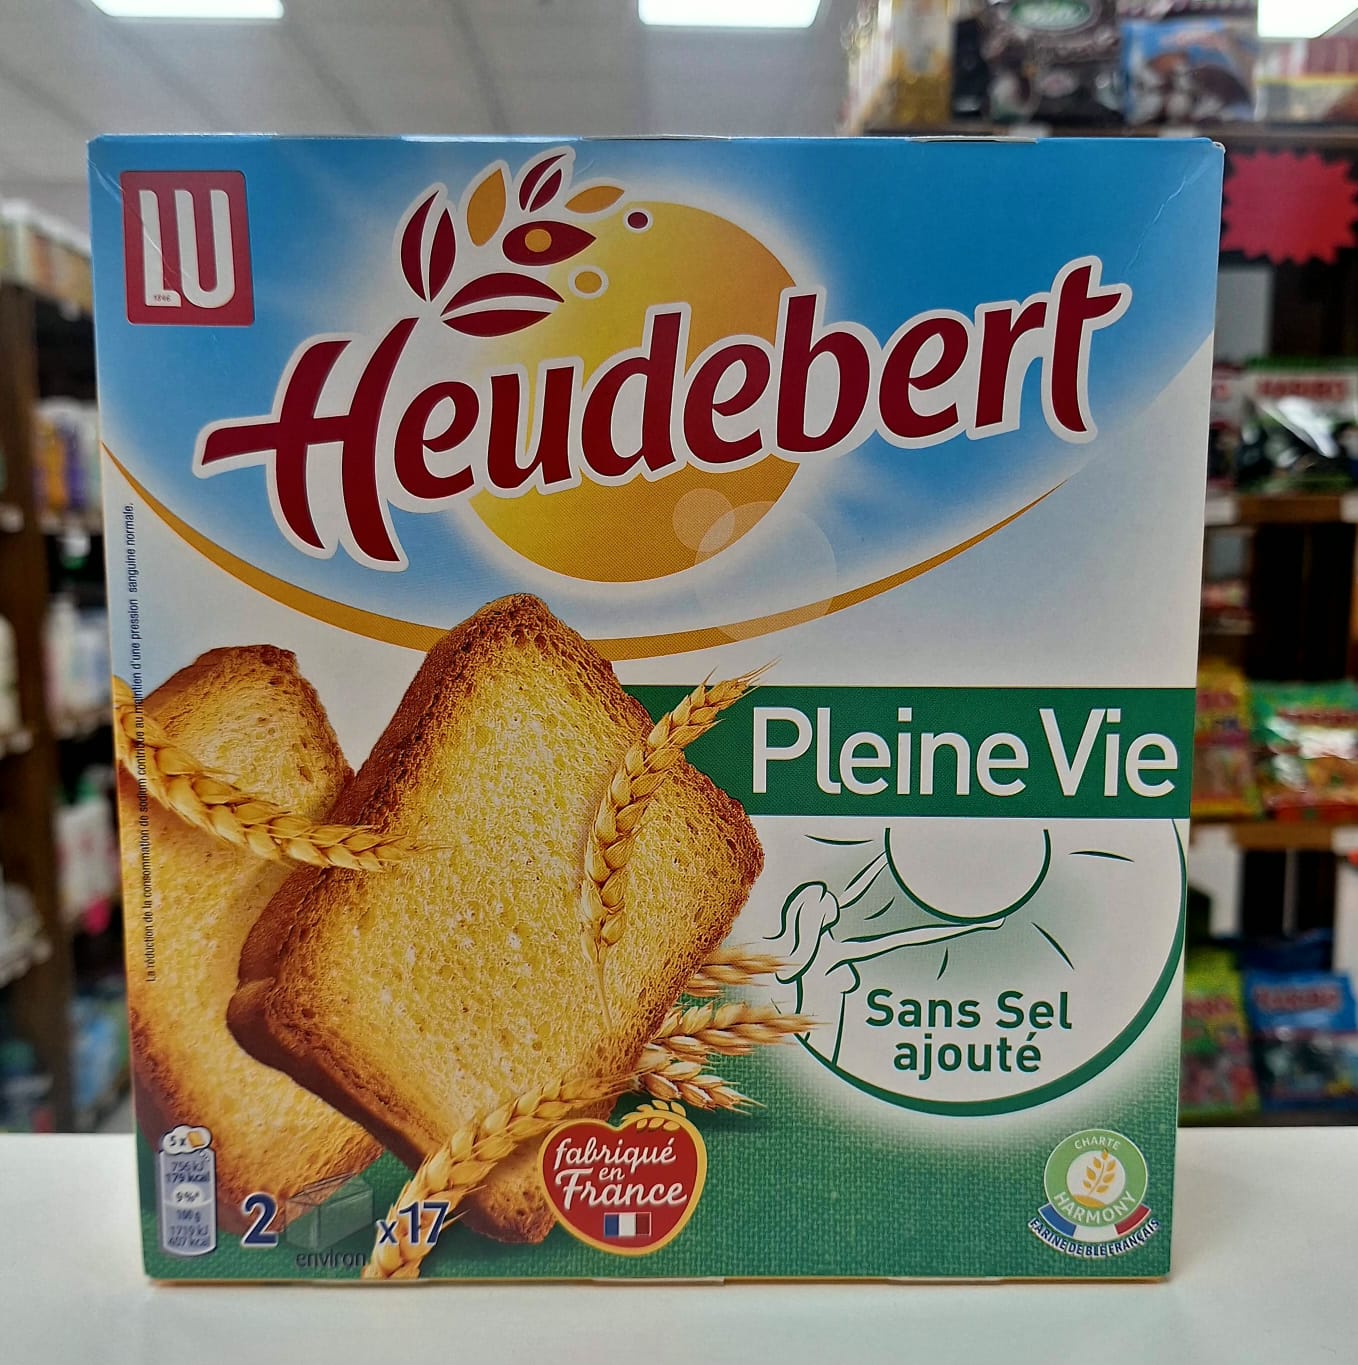 LU
1846
Heudebert
La réduction de la consommation de sodium contribue au maintien d'une pression sanguine normale.
Pleine Vie
Sans Sel
ajouté
5x
756 kJ
179 kcal
9%*
100 g
1719 kJ
407 kcal
2
environ
x17
fabriqué
en
France
CHARTE
HARMONY
FARINE DE BLÉ FRANÇAIS